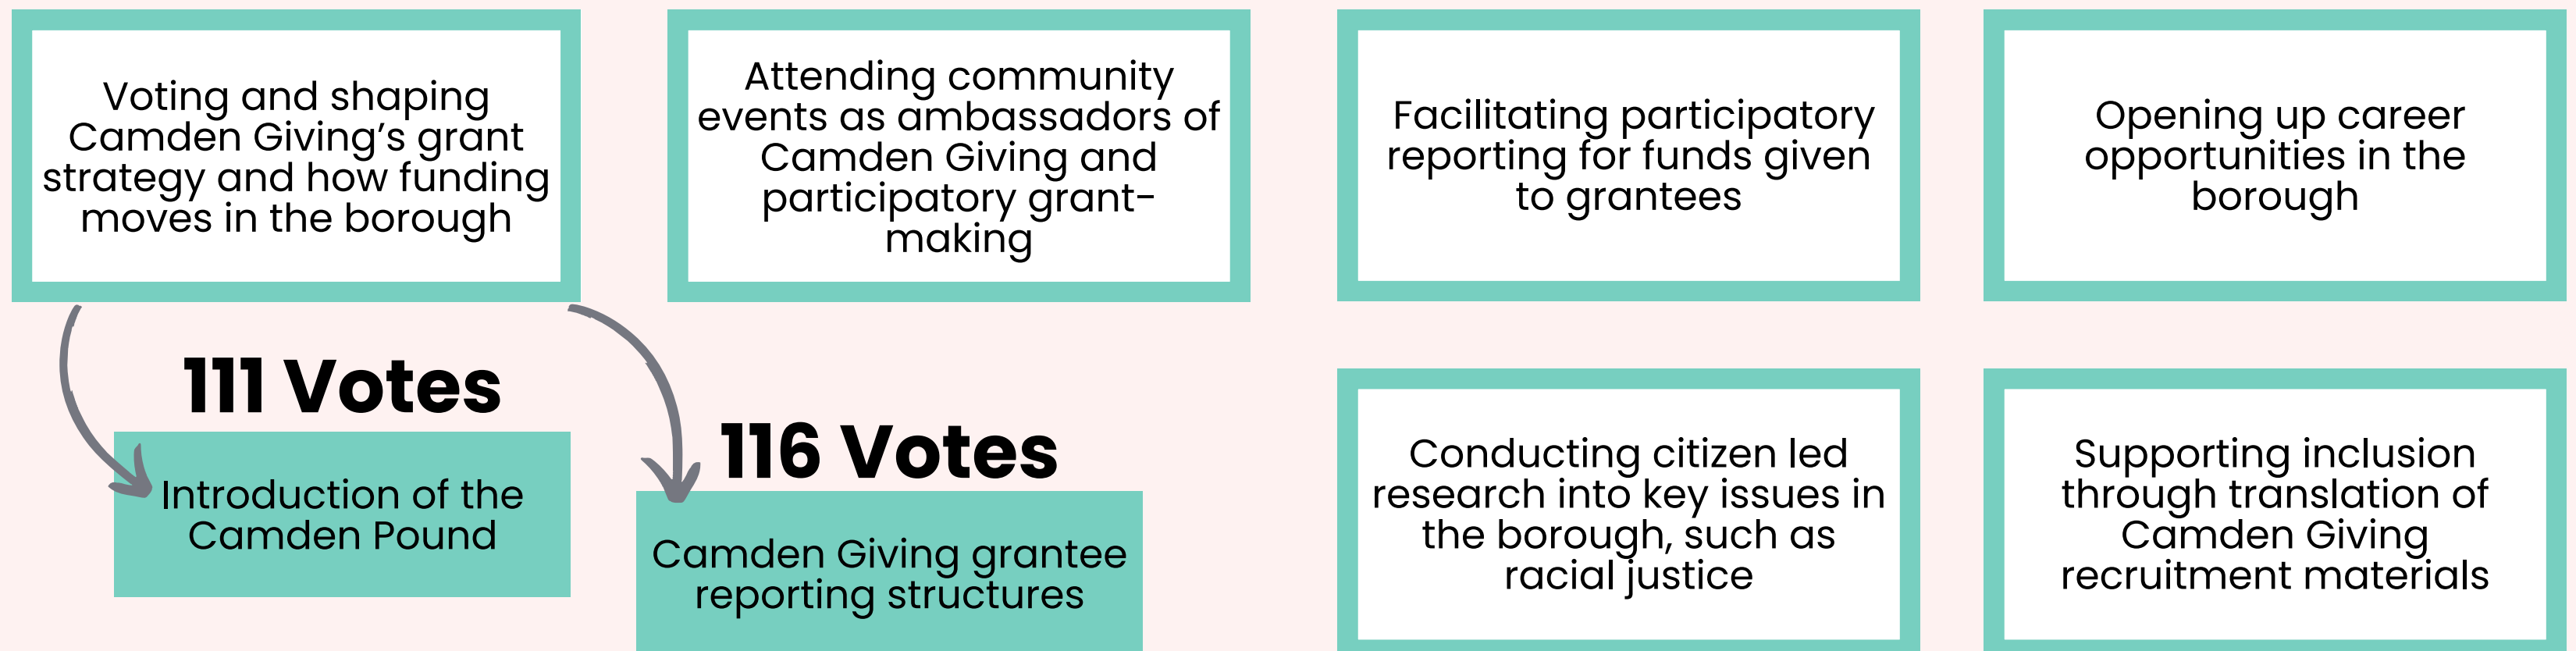 Voting and shaping
Camden Giving’s grant
strategy and how funding
moves in the borough
Attending community
events as ambassadors of
Camden Giving and
participatory grant-
making
Facilitating participatory
reporting for funds given
to grantees
Opening up career
opportunities in the
borough
111 Votes
Introduction of the
Camden Pound
116 Votes
Camden Giving grantee
reporting structures
Conducting citizen led
research into key issues in
the borough, such as
racial justice
Supporting inclusion
through translation of
Camden Giving
recruitment materials